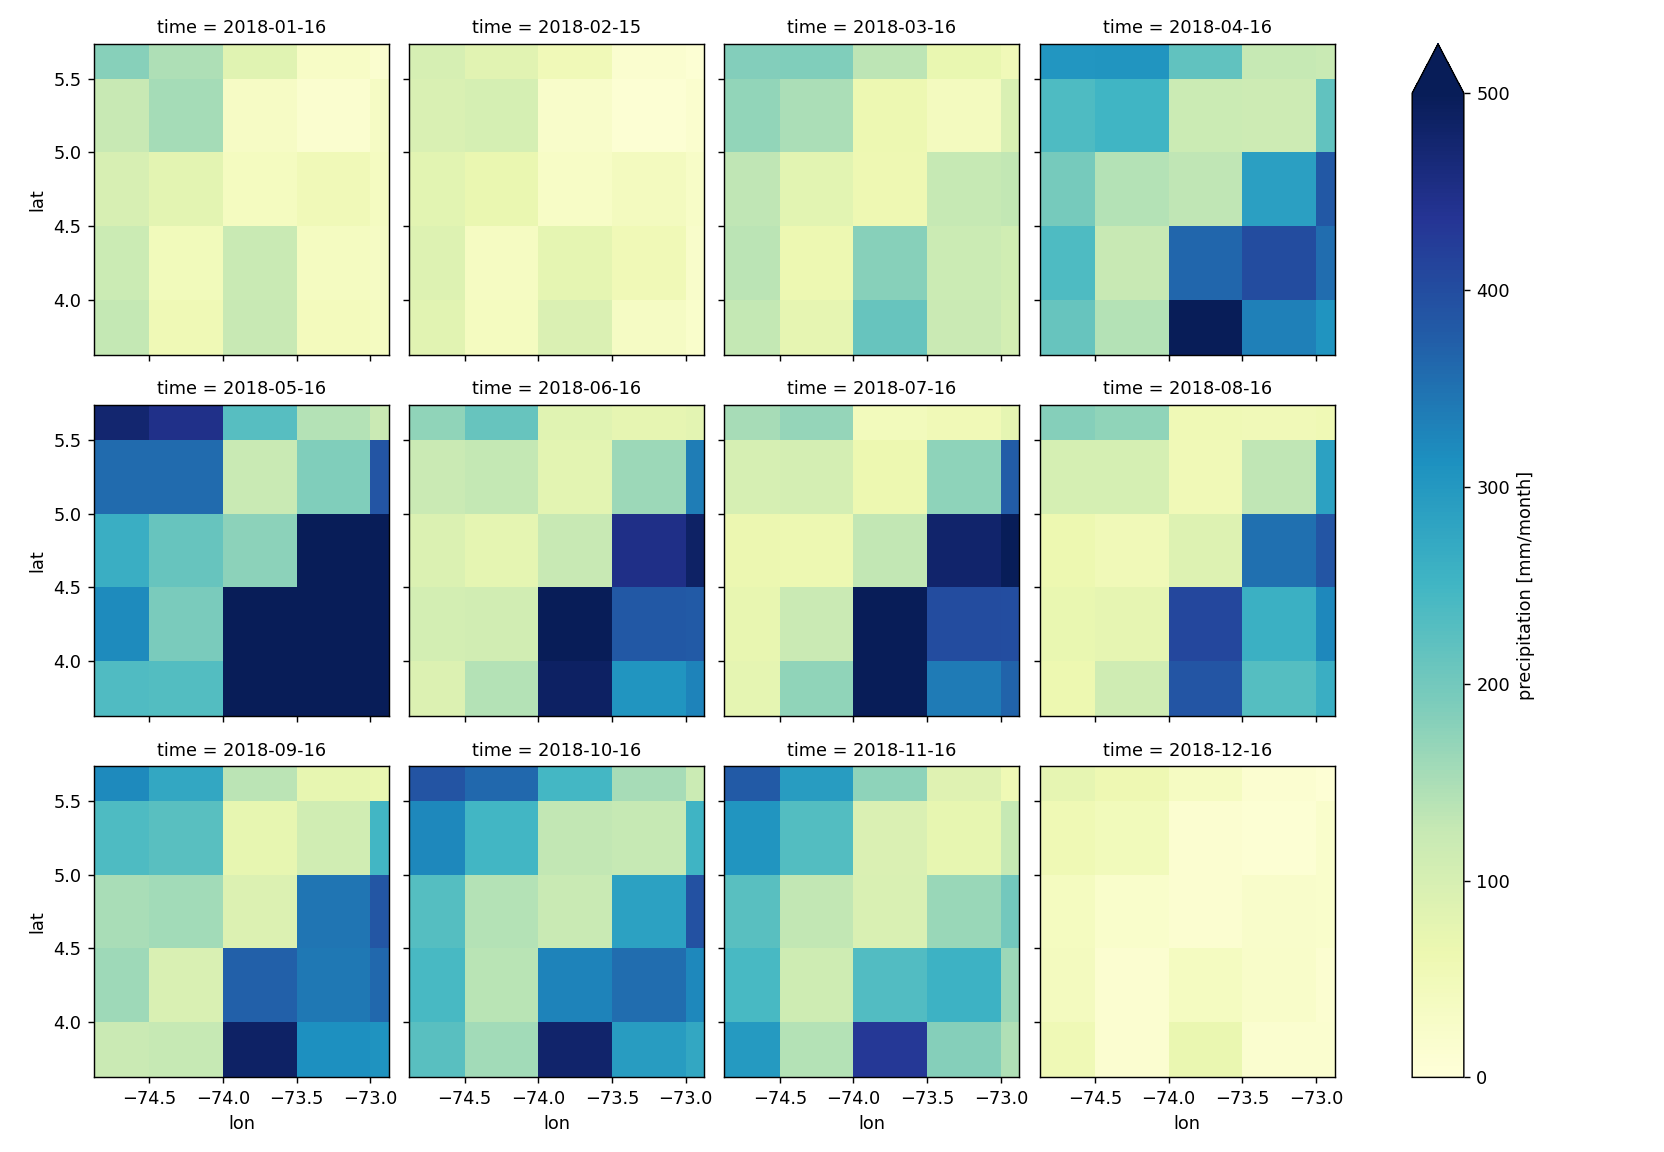 time = 2018-01-16 time = 2018-02-15 time = 2018-03-16 time = 2018-04-16
5.5
5.0
lat
4.5
4.0
time = 2018-05-16 time = 2018-06-16 time = 2018-07-16 time = 2018-08-16
5.5
5.0
lat
4.5
4.0
time = 2018-09-16 time = 2018-10-16 time = 2018-11-16 time = 2018-12-16
5.5
5.0
lat
4.5
4.0
−74.5 −74.0 −73.5 −73.0 −74.5 −74.0 −73.5 −73.0 −74.5 −74.0 −73.5 −73.0 −74.5 −74.0 −73.5 −73.0
lon lon lon lon
500
400
300
200
100
0
precipitation [mm/month]